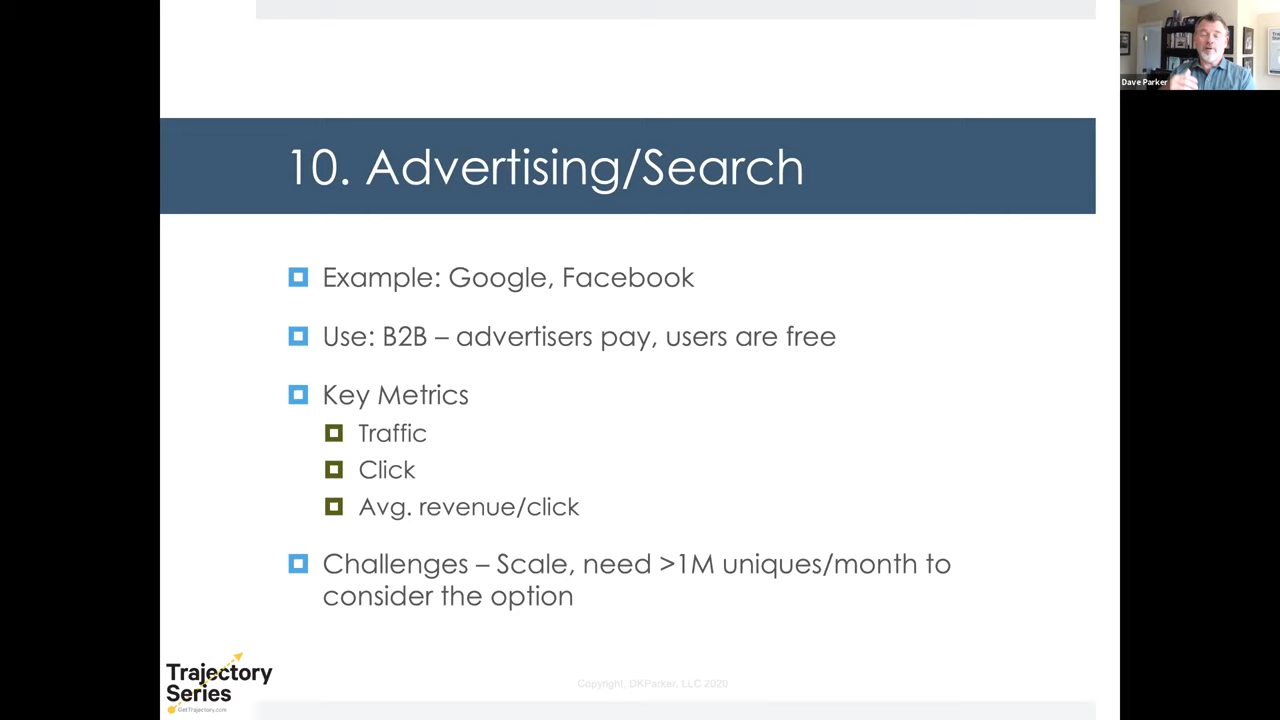 10. Advertising/Search
Example: Google, Facebook
Use: B2B – advertisers pay, users are free
Key Metrics
Traffic
Click
Avg. revenue/click
Challenges – Scale, need >1M uniques/month to
consider the option
Trajectory
Series
GetTrajectory.com
Copyright, DKParker, LLC 2020
Dave Parker